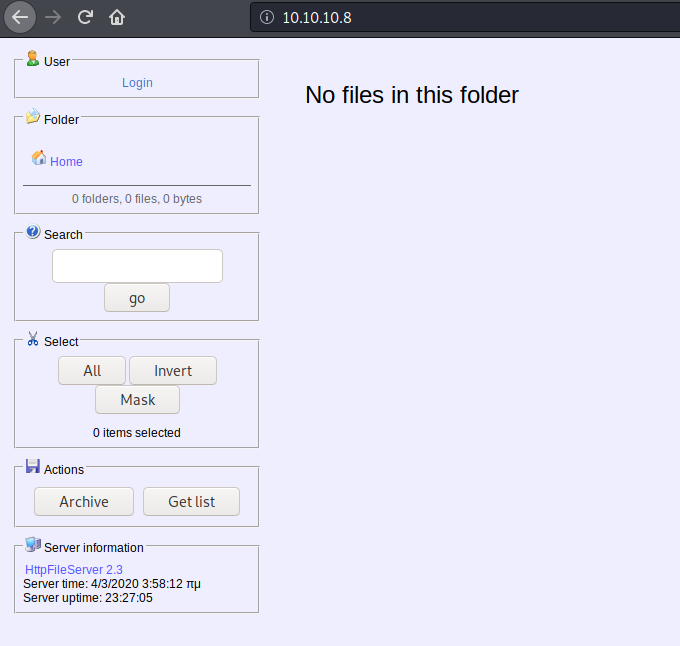 10.10.10.8
User
Login
Folder
Home
0 folders, 0 files, 0 bytes
Search
go
Select
All Invert
Mask
0 items selected
Actions
Archive Get list
Server information
HttpFileServer 2.3
Server time: 4/3/2020 3:58:12 πμ
Server uptime: 23:27:05
No files in this folder